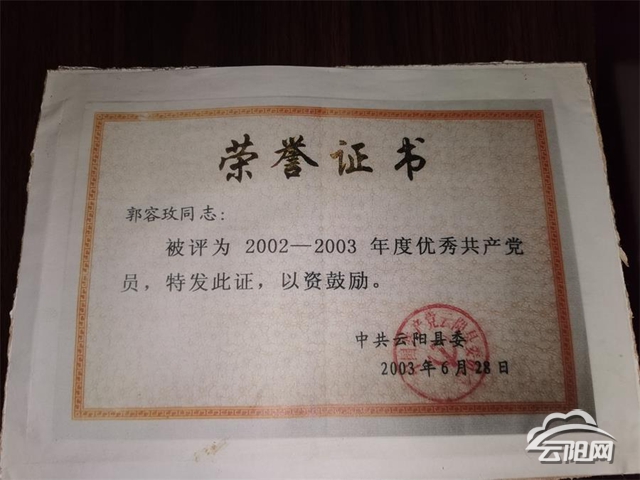 荣誉证书
郭容玫同志：
被评为 2002—2003 年度优秀共产党
员，特发此证，以资鼓励。
中共云阳县委
2003 年 6 月 28 日
云阳网